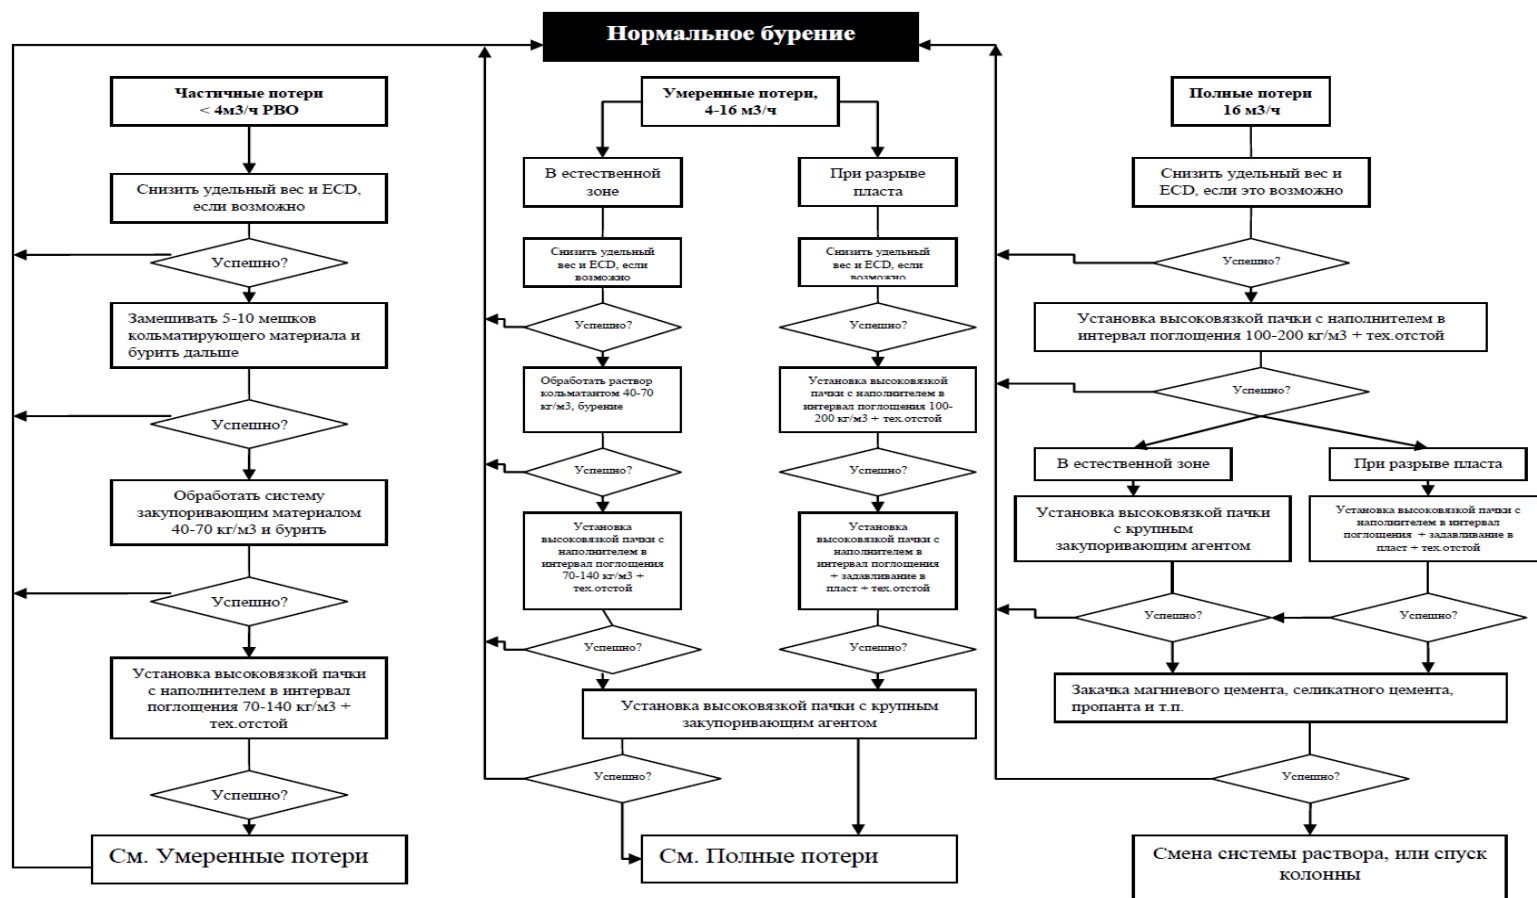 Нормальное бурение
Частичные потери
< 4м3/ч РВО
Снизить удельный вес и ECD,
если возможно
Успешно?
Замешивать 5-10 мешков
кольматирующего материала и
бурить дальше
Успешно?
Обработать систему
закупоривающим материалом
40-70 кг/м3 и бурить
Успешно?
Установка высоковязкой пачки
с наполнителем в интервал
поглощения 70-140 кг/м3 +
тех.отстой
Успешно?
См. Умеренные потери
Умеренные потери,
4-16 м3/ч
В естественной
зоне
Снизить удельный
вес и ECD, если
возможно
Успешно?
Обработать раствор
кольматантом 40-70
кг/м3, бурение
Успешно?
Установка
высоковязкой пачки с
наполнителем в
интервал поглощения
70-140 кг/м3 +
тех.отстой
Успешно?
При разрыве
пласта
Снизить удельный
вес и ECD, если
возможно
Успешно?
Установка высоковязкой
пачки с наполнителем в
интервал поглощения 100-
200 кг/м3 + тех.отстой
Успешно?
Установка
высоковязкой пачки с
наполнителем в
интервал поглощения
+ задавливание в
пласт + тех.отстой
Успешно?
Установка высоковязкой пачки с крупным
закупоривающим агентом
Успешно?
См. Полные потери
Полные потери
16 м3/ч
Снизить удельный вес и
ECD, если это возможно
Успешно?
Установка высоковязкой пачки с наполнителем в
интервал поглощения 100-200 кг/м3 + тех.отстой
Успешно?
В естественной зоне
Установка высоковязкой пачки
с крупным
закупоривающим агентом
Успешно?
При разрыве пласта
Установка высоковязкой пачки с
наполнителем в интервал
поглощения + задавливание в
пласт + тех.отстой
Успешно?
Закачка магниевого цемента, селикатного цемента,
пропанта и т.п.
Успешно?
Смена системы раствора, или спуск
колонны